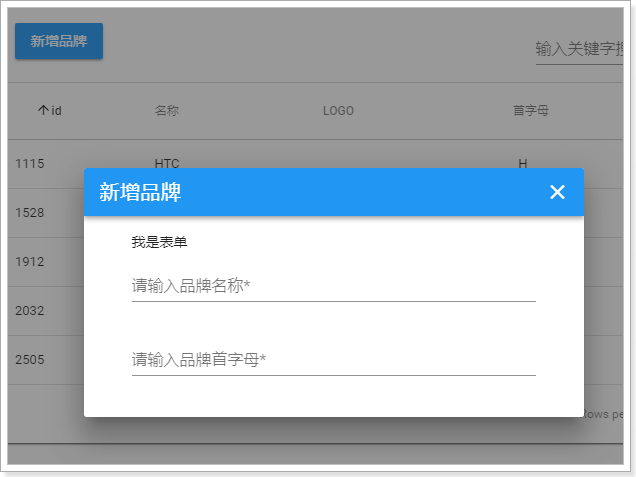 新增品牌
输入关键字
id 名称 LOGO 首字母
1115 HTC H
新增品牌
1528
我是表单
1912
请输入品牌名称*
2032
请输入品牌首字母*
2505
Rows pe